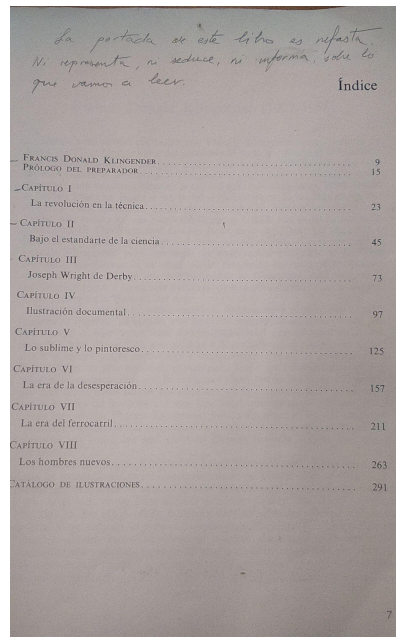 La portada de este libro es nefasta.
Ni representa, ni seduce, ni informa, sobre lo
que vamos a leer.
Índice
FRANCIS DONALD KLINGENDER 9
PRÓLOGO DEL PREPARADOR 15
CAPÍTULO I
La revolución en la técnica 23
CAPÍTULO II
Bajo el estandarte de la ciencia 45
CAPÍTULO III
Joseph Wright de Derby 73
CAPÍTULO IV
Ilustración documental 97
CAPÍTULO V
Lo sublime y lo pintoresco 125
CAPÍTULO VI
La era de la desesperación 157
CAPÍTULO VII
La era del ferrocarril 211
CAPÍTULO VIII
Los hombres nuevos 263
CATÁLOGO DE ILUSTRACIONES 291
7